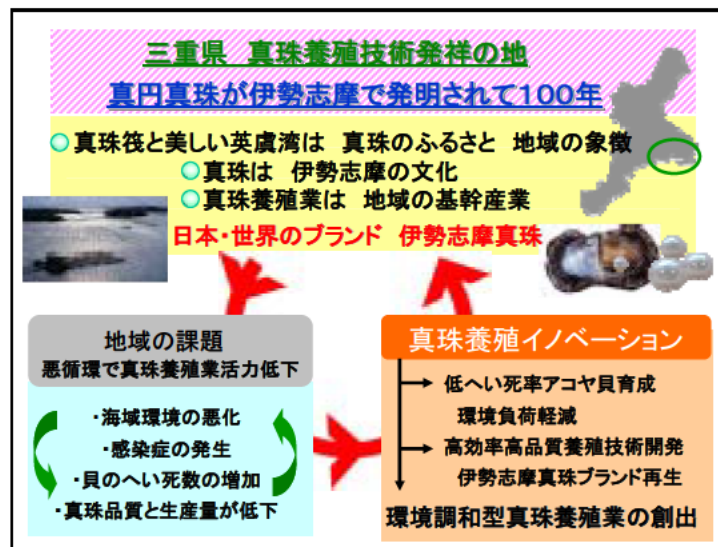 三重県 真珠養殖技術発祥の地
真円真珠が伊勢志摩で発明されて100年
真珠筏と美しい英虞湾は 真珠のふるさと 地域の象徴
真珠は 伊勢志摩の文化
真珠養殖業は 地域の基幹産業
日本・世界のブランド 伊勢志摩真珠
地域の課題
悪循環で真珠養殖業活力低下
・海域環境の悪化
・感染症の発生
・貝のへい死数の増加
・真珠品質と生産量が低下
真珠養殖イノベーション
低へい死率アコヤ貝育成
環境負荷軽減
高効率高品質養殖技術開発
伊勢志摩真珠ブランド再生
環境調和型真珠養殖業の創出